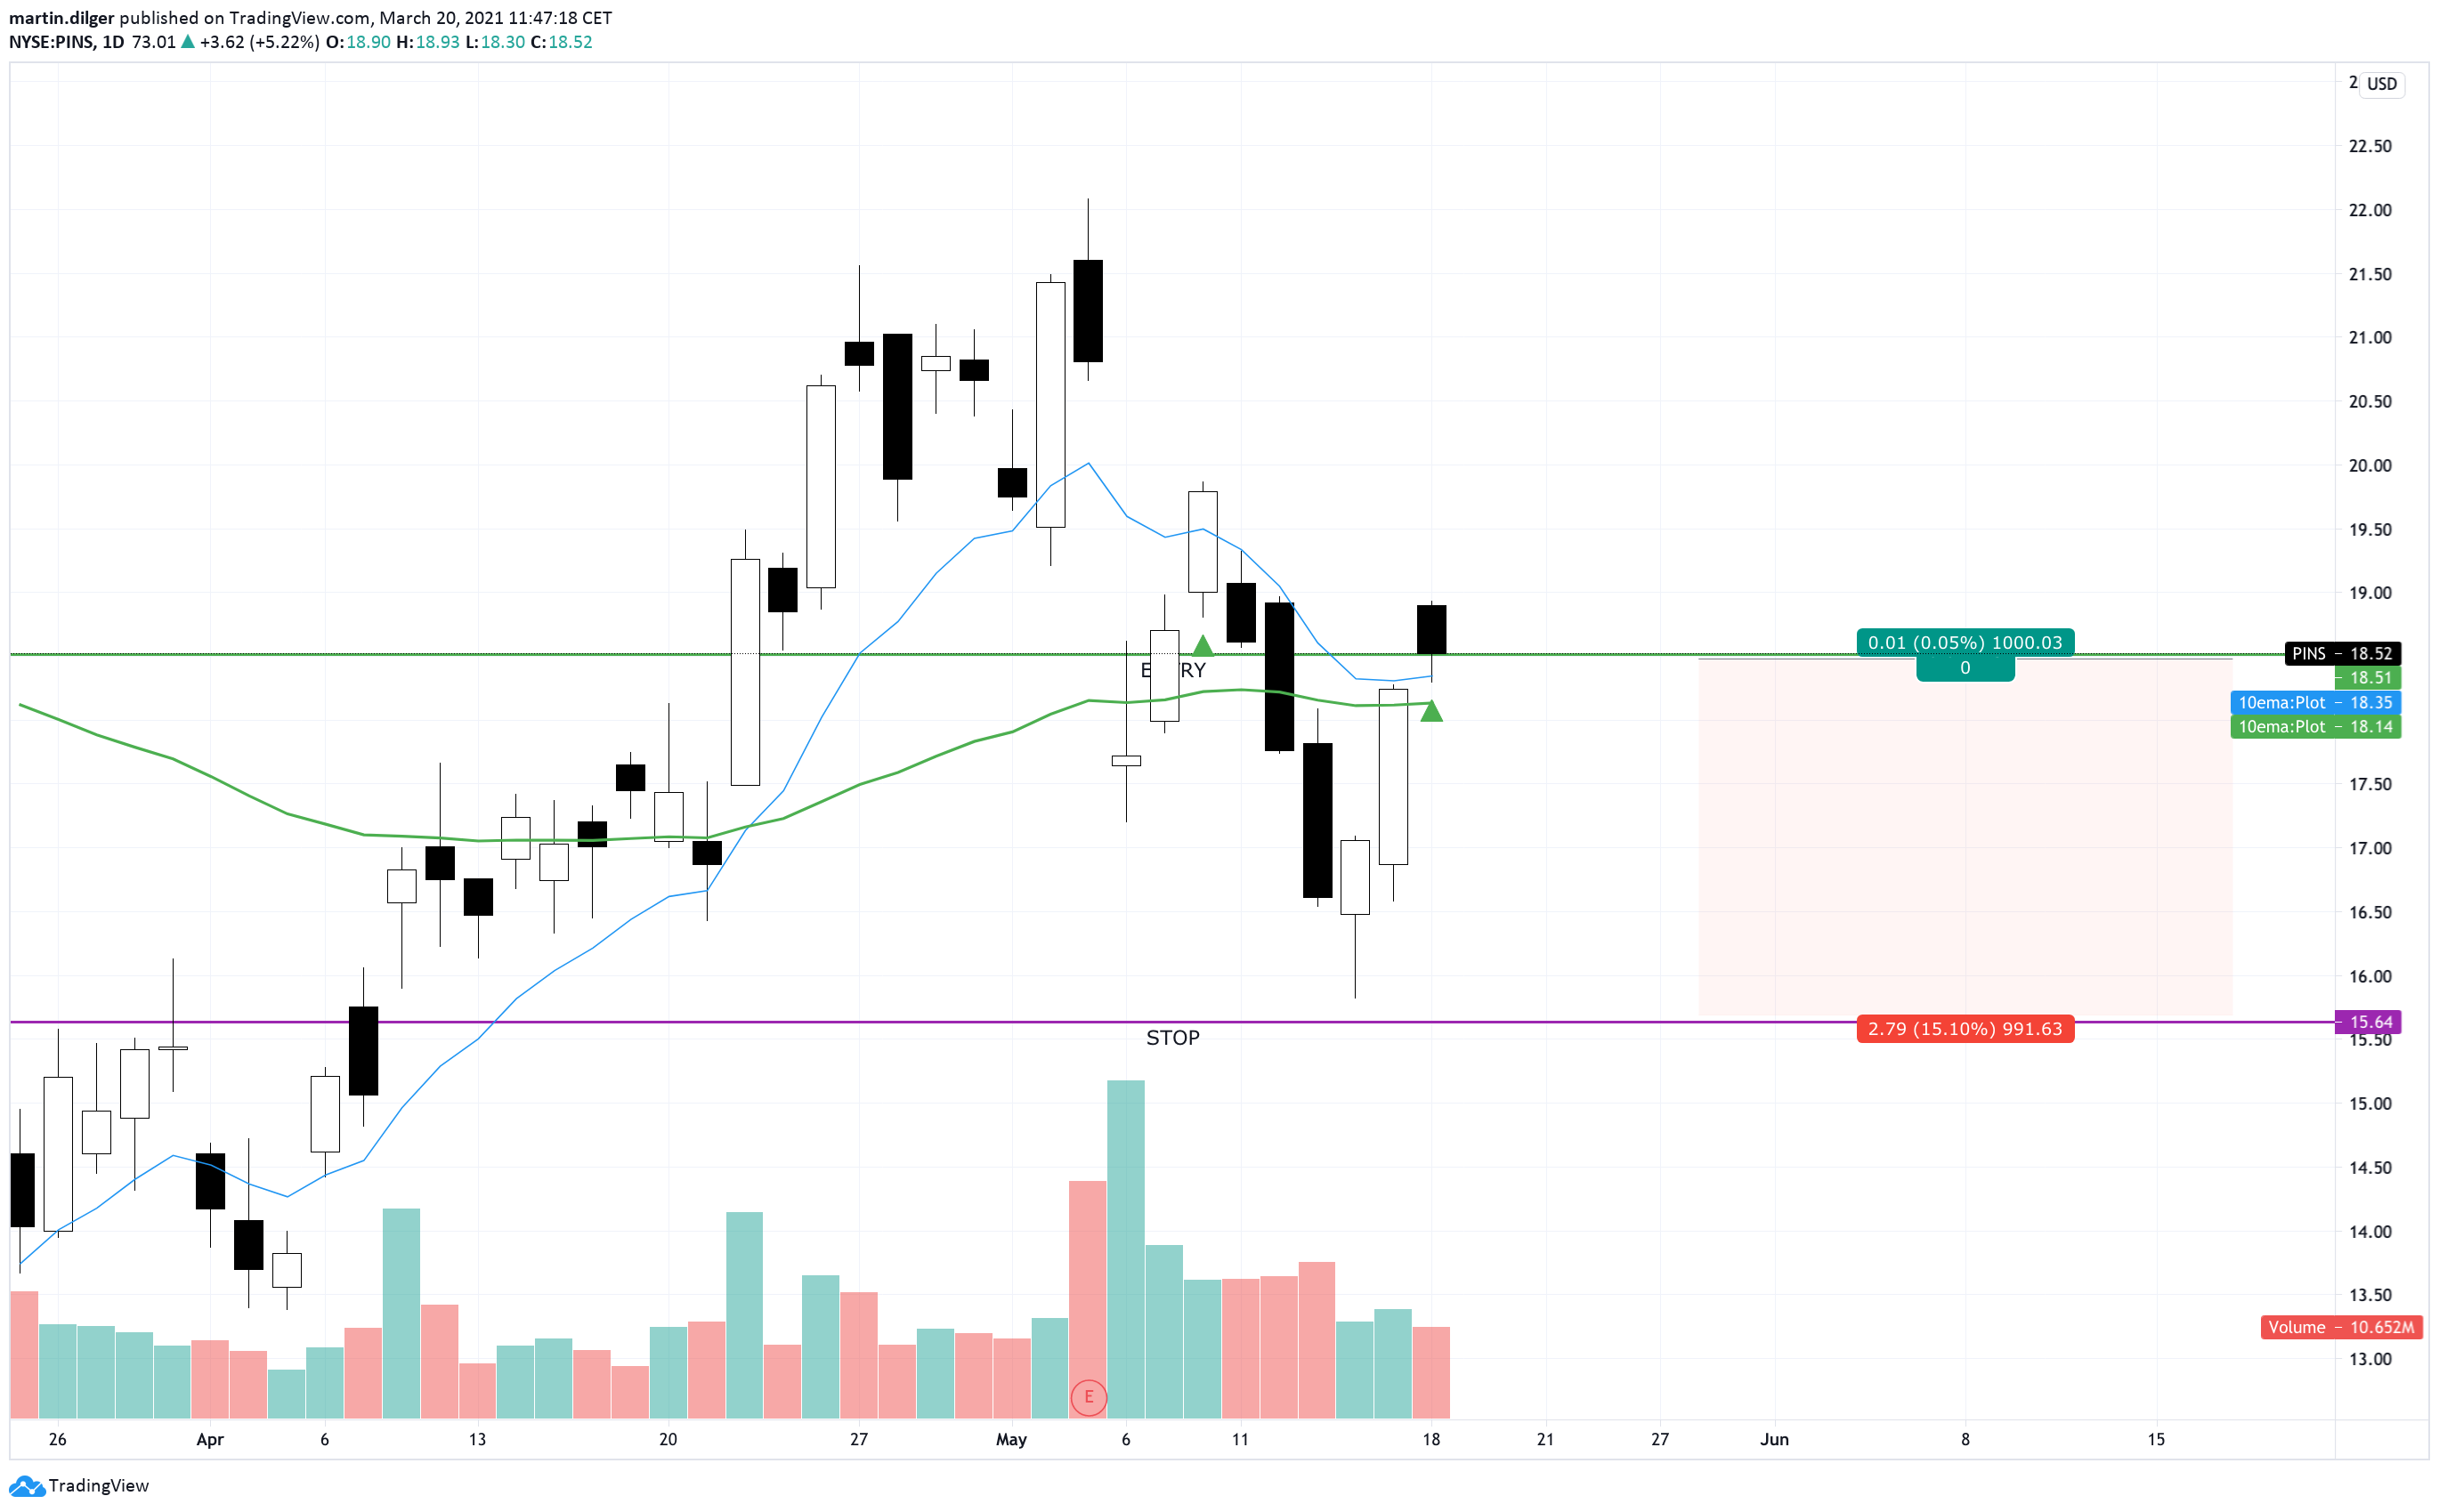 martin.dilger published on TradingView.com, March 20, 2021 11:47:18 CET
NYSE:PINS, 1D 73.01 ▲ +3.62 (+5.22%) O:18.90 H:18.93 L:18.30 C:18.52
USD
22.50
22.00
21.50
21.00
20.50
20.00
19.50
19.00
0.01 (0.05%) 1000.03
0
PINS − 18.52
18.51
10ema:Plot − 18.35
10ema:Plot − 18.14
17.50
17.00
16.50
16.00
15.64
15.50
2.79 (15.10%) 991.63
STOP
15.00
14.50
14.00
13.50
Volume − 10.652M
13.00
E
26 Apr 6 13 20 27 May 6 11 18 21 27 Jun 8 15
TradingView